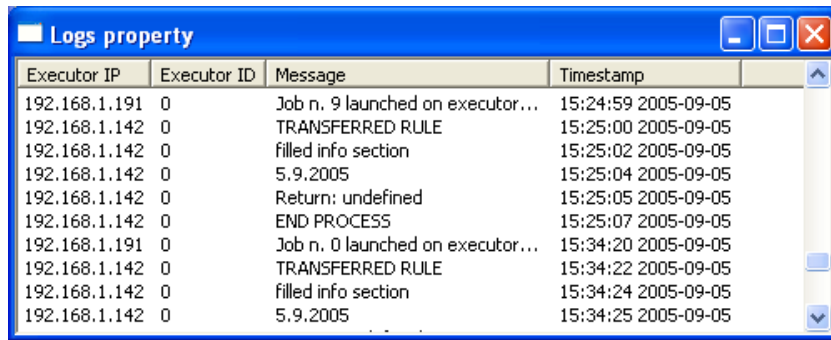 Logs property
Executor IP Executor ID Message Timestamp
192.168.1.191 0 Job n. 9 launched on executor... 15:24:59 2005-09-05
192.168.1.142 0 TRANSFERRED RULE 15:25:00 2005-09-05
192.168.1.142 0 filled info section 15:25:02 2005-09-05
192.168.1.142 0 5.9.2005 15:25:04 2005-09-05
192.168.1.142 0 Return: undefined 15:25:05 2005-09-05
192.168.1.142 0 END PROCESS 15:25:07 2005-09-05
192.168.1.191 0 Job n. 0 launched on executor... 15:34:20 2005-09-05
192.168.1.142 0 TRANSFERRED RULE 15:34:22 2005-09-05
192.168.1.142 0 filled info section 15:34:24 2005-09-05
192.168.1.142 0 5.9.2005 15:34:25 2005-09-05